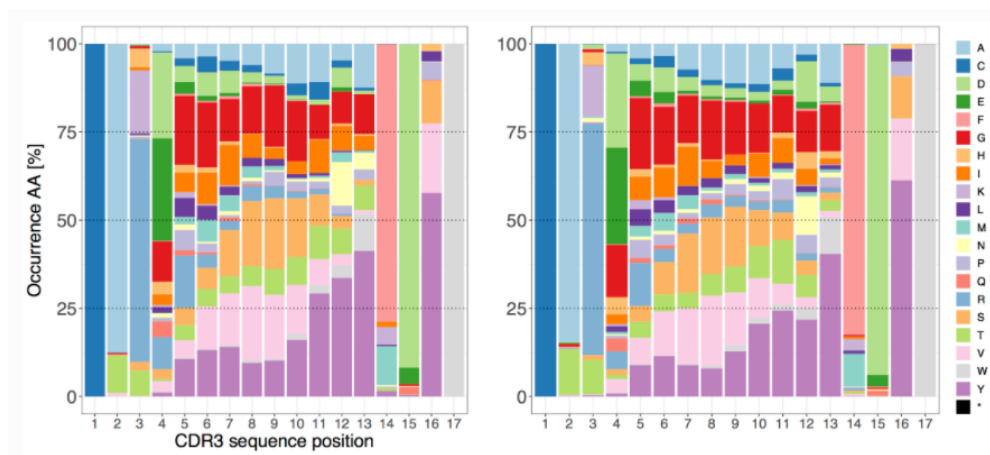 100
75
50
25
0
Occurrence AA [%]
1 2 3 4 5 6 7 8 9 10 11 12 13 14 15 16 17
CDR3 sequence position
100
75
50
25
0
1 2 3 4 5 6 7 8 9 10 11 12 13 14 15 16 17
A
C
D
E
F
G
H
I
K
L
M
N
P
Q
R
S
T
V
W
Y
*